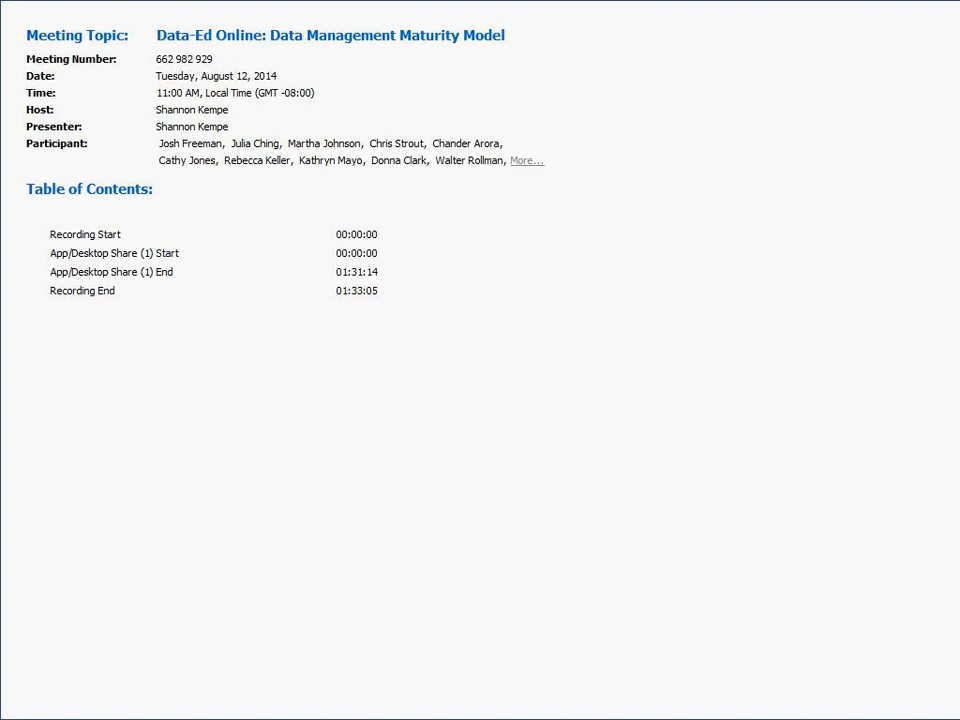 Meeting Topic: Data-Ed Online: Data Management Maturity Model
Meeting Number: 662 982 929
Date: Tuesday, August 12, 2014
Time: 11:00 AM, Local Time (GMT -08:00)
Host: Shannon Kempe
Presenter: Shannon Kempe
Participant: Josh Freeman, Julia Ching, Martha Johnson, Chris Strout, Chander Arora,
Cathy Jones, Rebecca Keller, Kathryn Mayo, Donna Clark, Walter Rollman, More...
Table of Contents:
Recording Start 00:00:00
App/Desktop Share (1) Start 00:00:00
App/Desktop Share (1) End 01:31:14
Recording End 01:33:05